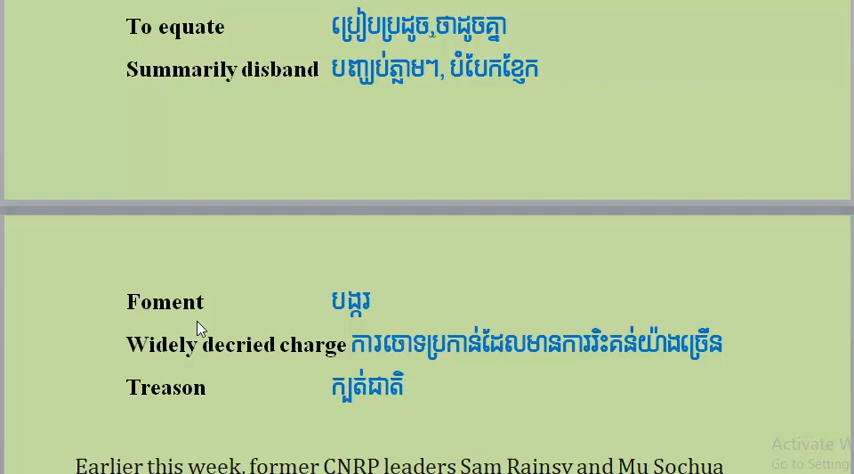 To equate ប្រៀបប្រដូច,ថាដូចគ្នា
Summarily disband បញ្ឈប់ភ្លាមៗ, បំបែកខ្ញែក
Foment បង្ករ
Widely decried charge ការចោទប្រកាន់ដែលមានការរិះគន់យ៉ាងច្រើន
Treason ក្បត់ជាតិ
Earlier this week, former CNRP leaders Sam Rainsy and Mu Sochua
Activate W
Go to Setting